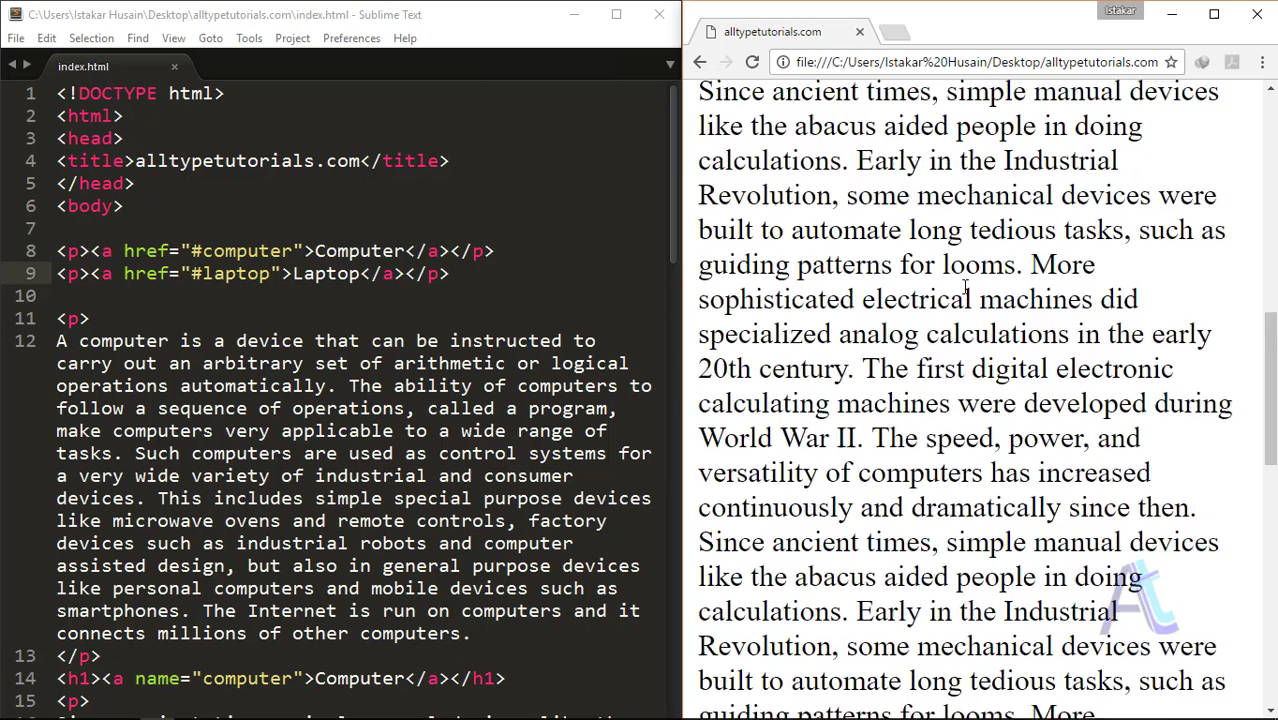 C:\Users\Istakar Husain\Desktop\alltypetutorials.com\index.html - Sublime Text
File Edit Selection Find View Goto Tools Project Preferences Help
index.html
1 <!DOCTYPE html>
2 <html>
3 <head>
4 <title>alltypetutorials.com</title>
5 </head>
6 <body>
7
8 <p><a href="#computer">Computer</a></p>
9 <p><a href="#laptop">Laptop</a></p>
10
11 <p>
12 A computer is a device that can be instructed to
carry out an arbitrary set of arithmetic or logical
operations automatically. The ability of computers to
follow a sequence of operations, called a program,
make computers very applicable to a wide range of
tasks. Such computers are used as control systems for
a very wide variety of industrial and consumer
devices. This includes simple special purpose devices
like microwave ovens and remote controls, factory
devices such as industrial robots and computer
assisted design, but also in general purpose devices
like personal computers and mobile devices such as
smartphones. The Internet is run on computers and it
connects millions of other computers.
13 </p>
14 <h1><a name="computer">Computer</a></h1>
15 <p>
Istakar
alltypetutorials.com
file:///C:/Users/Istakar%20Husain/Desktop/alltypetutorials.com
Since ancient times, simple manual devices
like the abacus aided people in doing
calculations. Early in the Industrial
Revolution, some mechanical devices were
built to automate long tedious tasks, such as
guiding patterns for looms. More
sophisticated electrical machines did
specialized analog calculations in the early
20th century. The first digital electronic
calculating machines were developed during
World War II. The speed, power, and
versatility of computers has increased
continuously and dramatically since then.
Since ancient times, simple manual devices
like the abacus aided people in doing
calculations. Early in the Industrial
Revolution, some mechanical devices were
built to automate long tedious tasks, such as
guiding patterns for looms. More
At